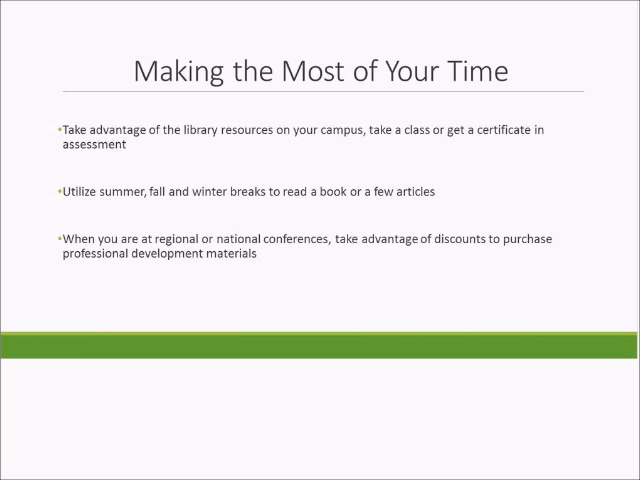 Making the Most of Your Time
•Take advantage of the library resources on your campus, take a class or get a certificate in
assessment
•Utilize summer, fall and winter breaks to read a book or a few articles
•When you are at regional or national conferences, take advantage of discounts to purchase
professional development materials